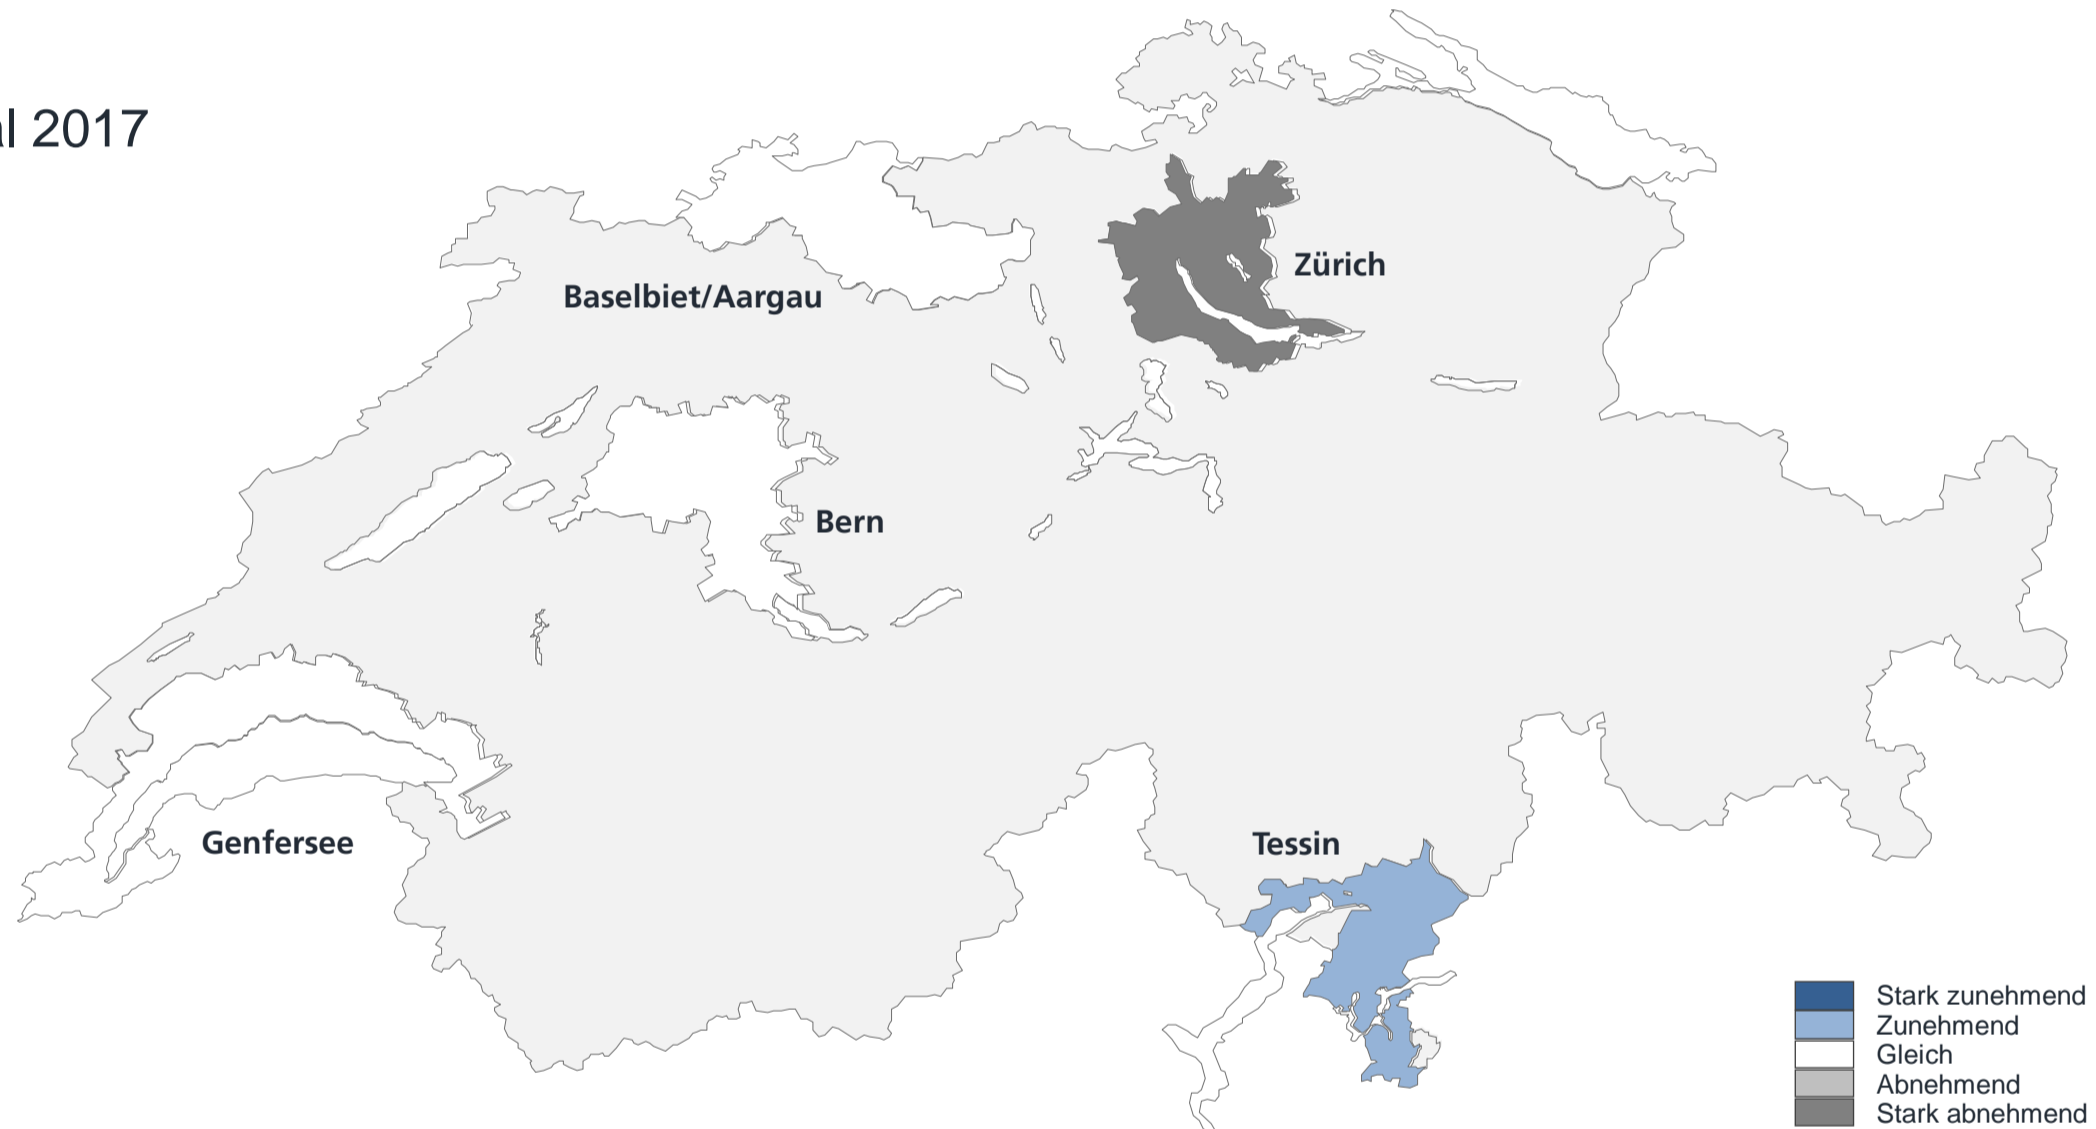 al 2017
Zürich
Baselbiet/Aargau
Bern
Genfersee
Tessin
Stark zunehmend
Zunehmend
Gleich
Abnehmend
Stark abnehmend